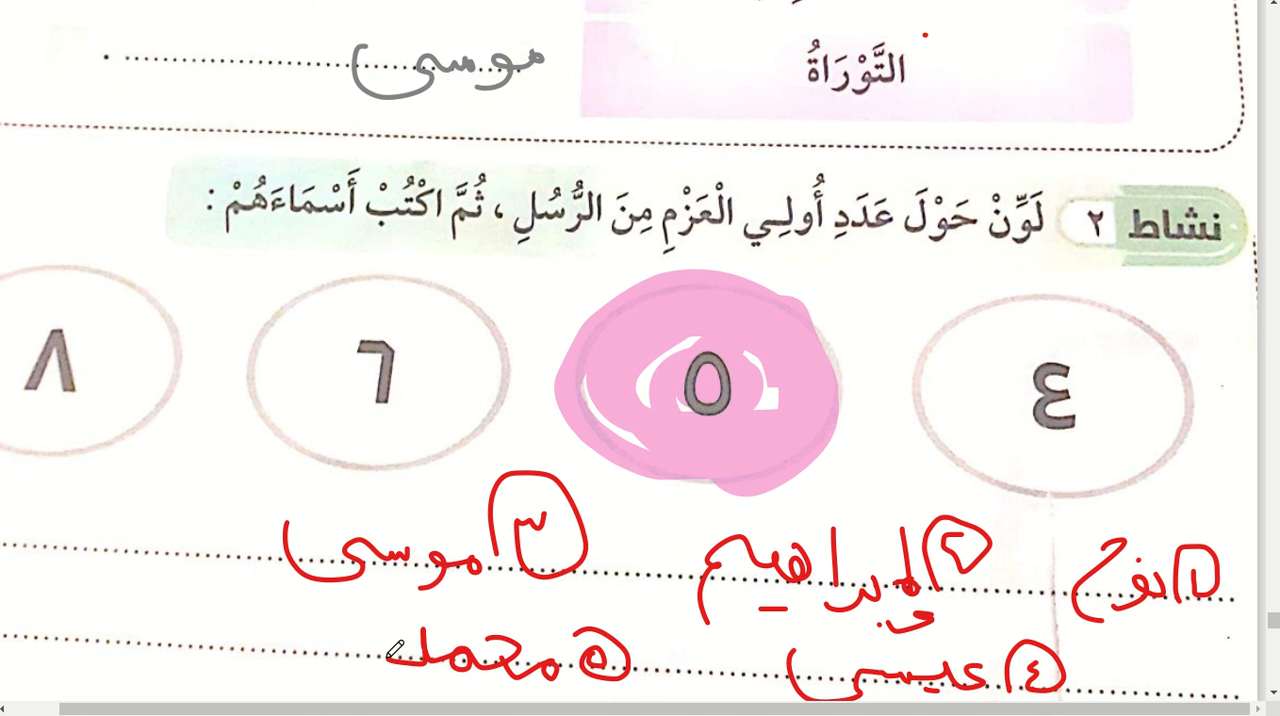 التَّوْرَاةُ موسى
نشاط ٢ لَوِّنْ حَوْلَ عَدَدِ أُولِي الْعَزْمِ مِنَ الرُّسُلِ ، ثُمَّ اكْتُبْ أَسْمَاءَهُمْ :
٤ ٥ ٦ ٨
١ نوح ٢ إبراهيم ٣ موسى
٤ عيسى ٥ محمد